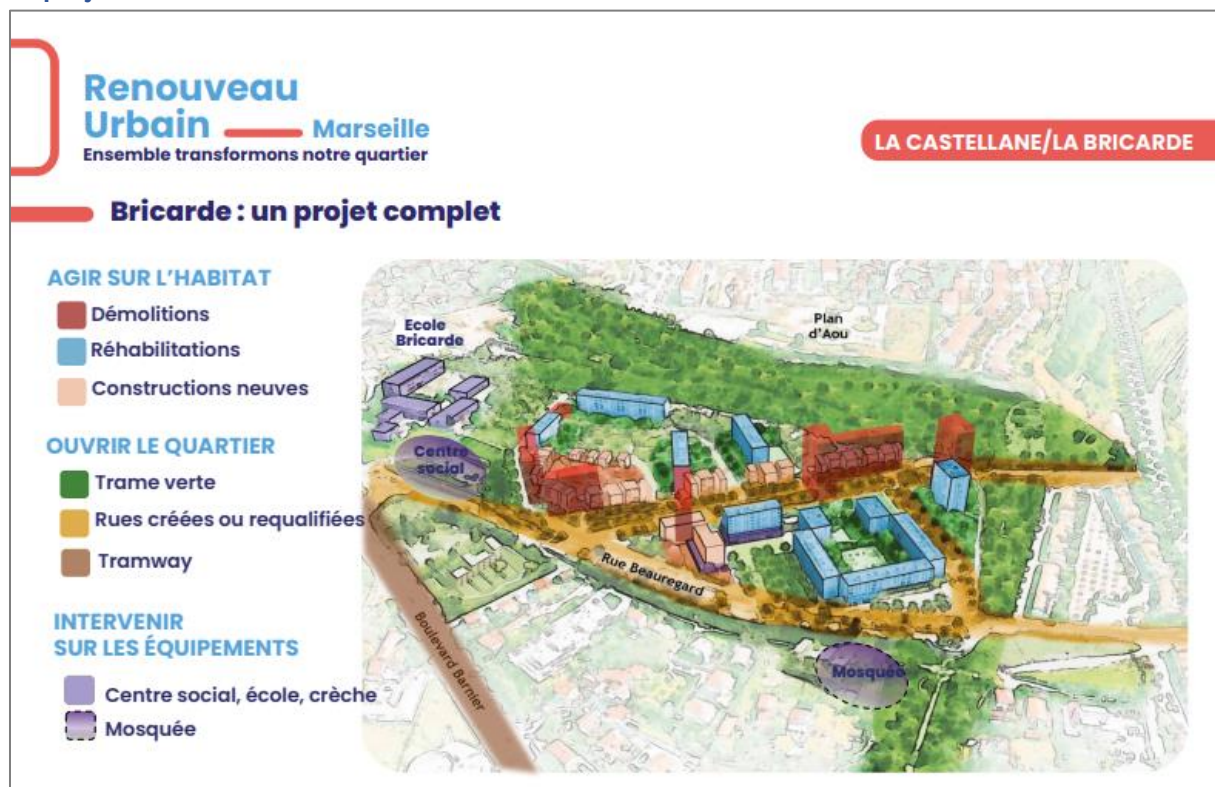 Renouveau
Urbain Marseille
Ensemble transformons notre quartier
LA CASTELLANE/LA BRICARDE
Bricarde : un projet complet
AGIR SUR L'HABITAT
Démolitions
Réhabilitations
Constructions neuves
OUVRIR LE QUARTIER
Trame verte
Rues créées ou requalifiées
Tramway
INTERVENIR
SUR LES ÉQUIPEMENTS
Centre social, école, crèche
Mosquée
Ecole
Bricarde
Plan
d'Aou
Centre
social
Rue Beauregard
Boulevard Barnier
Mosquée